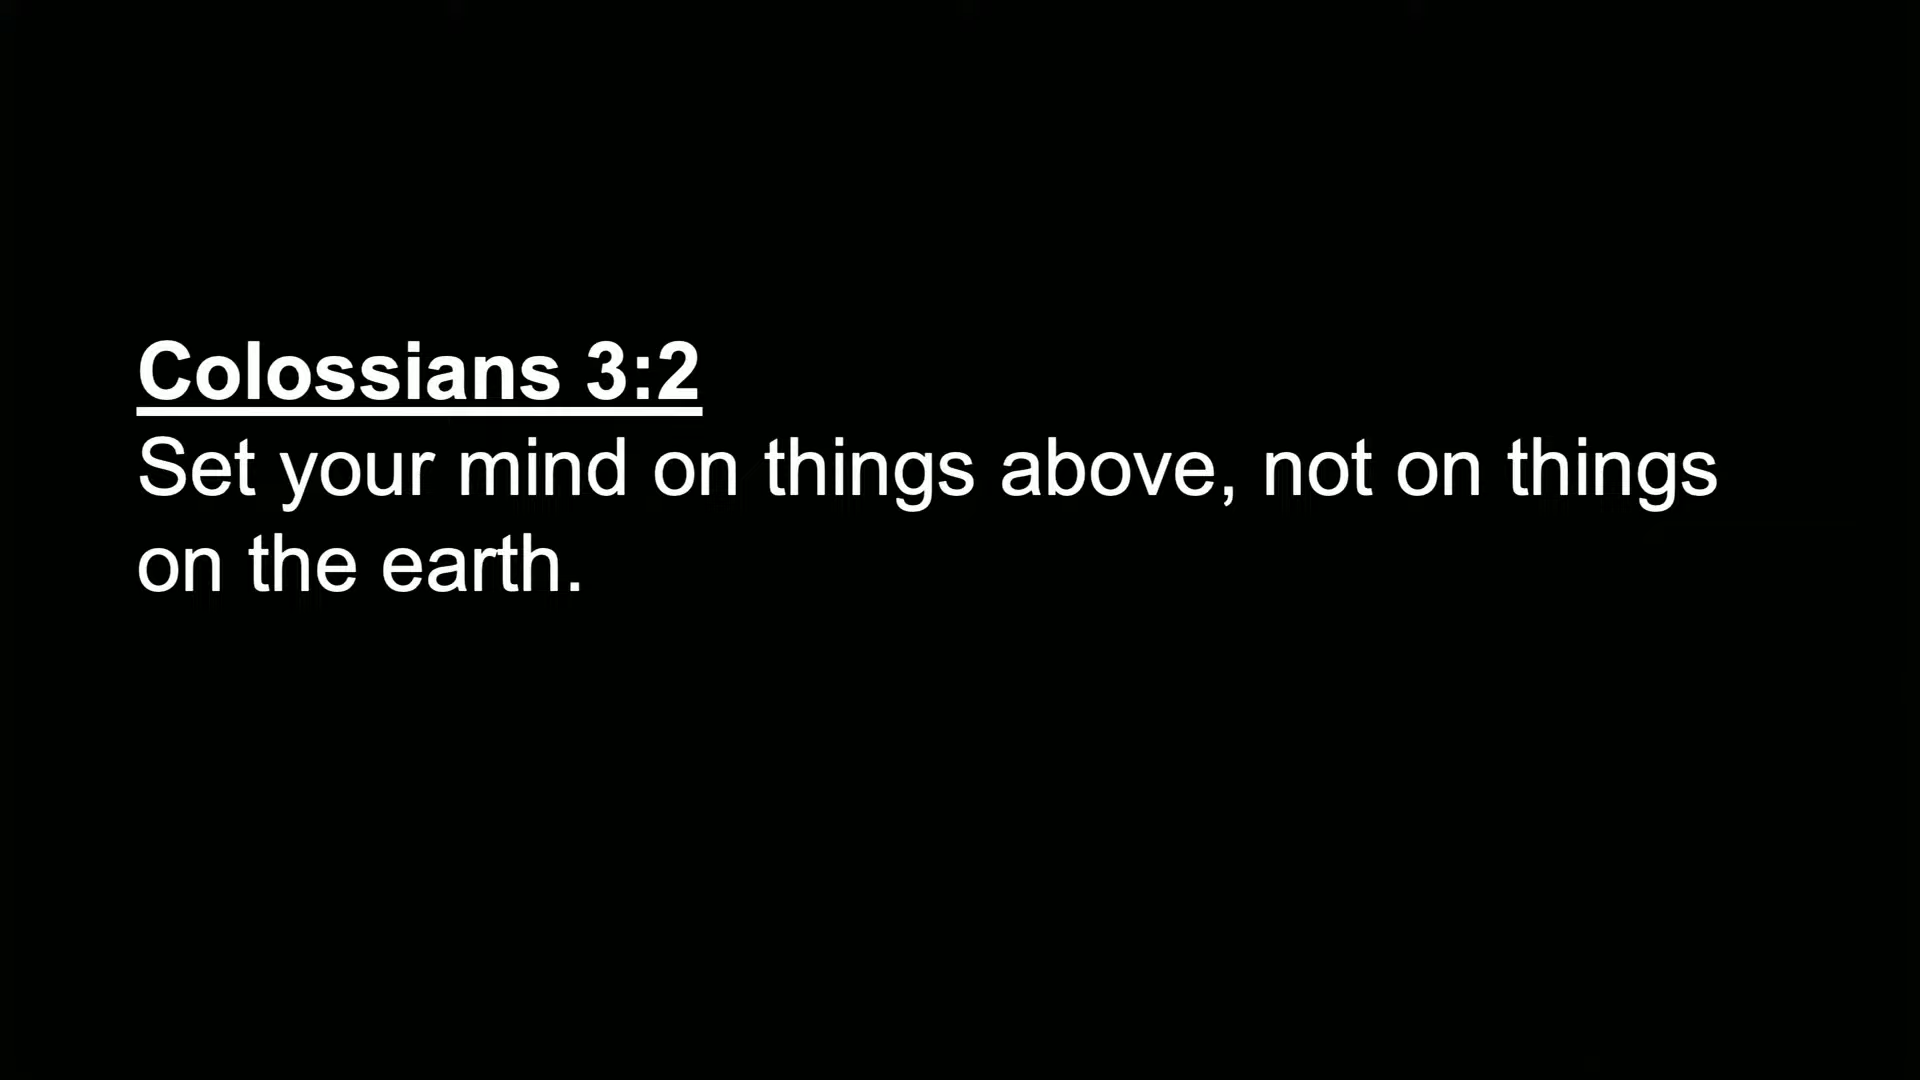 Colossians 3:2
Set your mind on things above, not on things
on the earth.